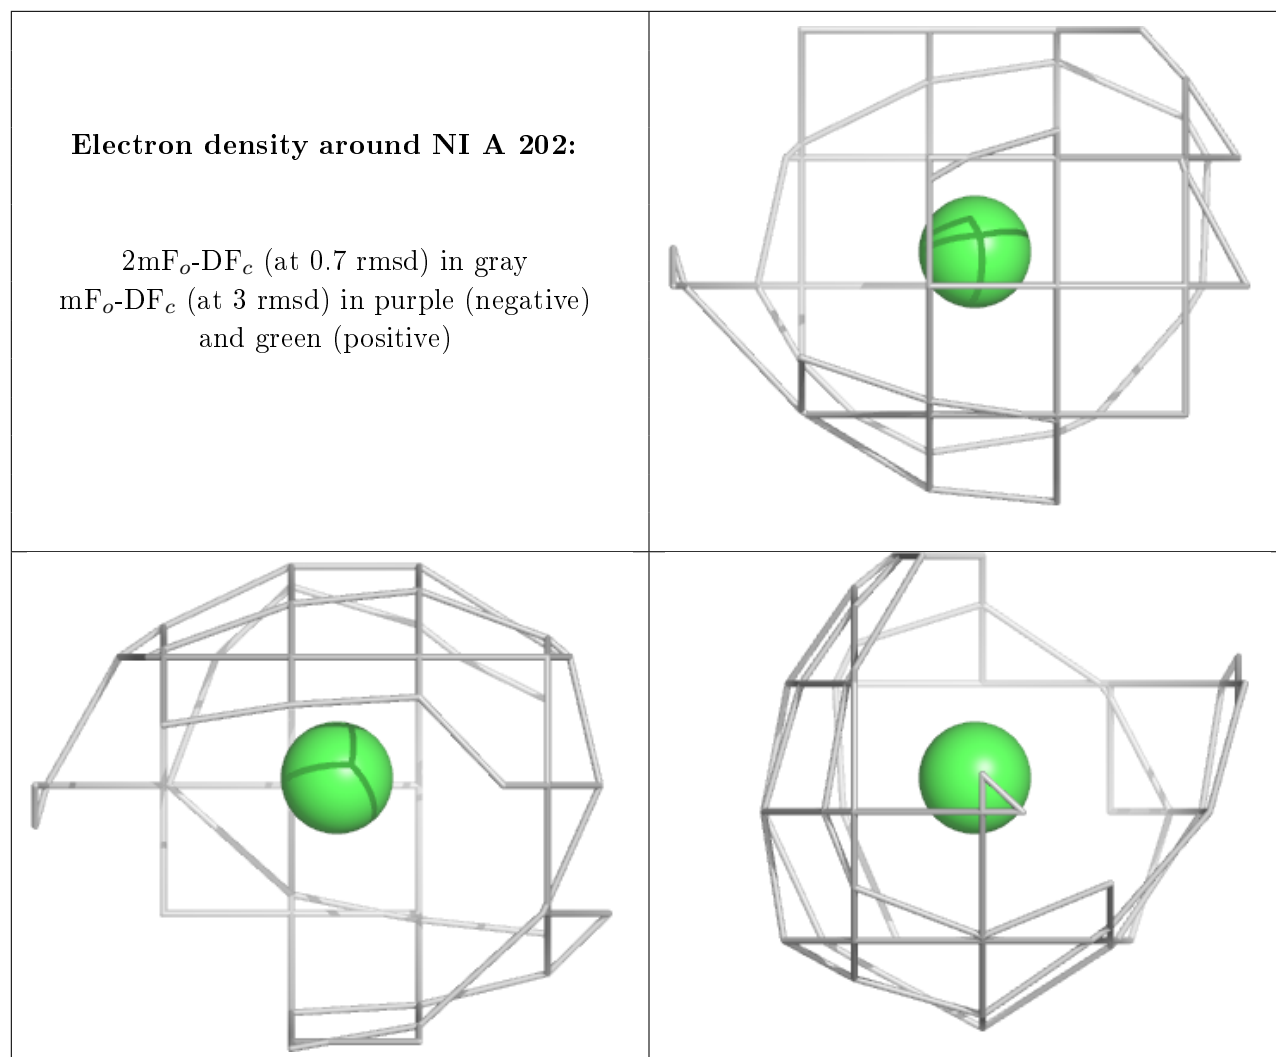 Electron density around NI A 202:
2mFo-DFc (at 0.7 rmsd) in gray
mFo-DFc (at 3 rmsd) in purple (negative)
and green (positive)